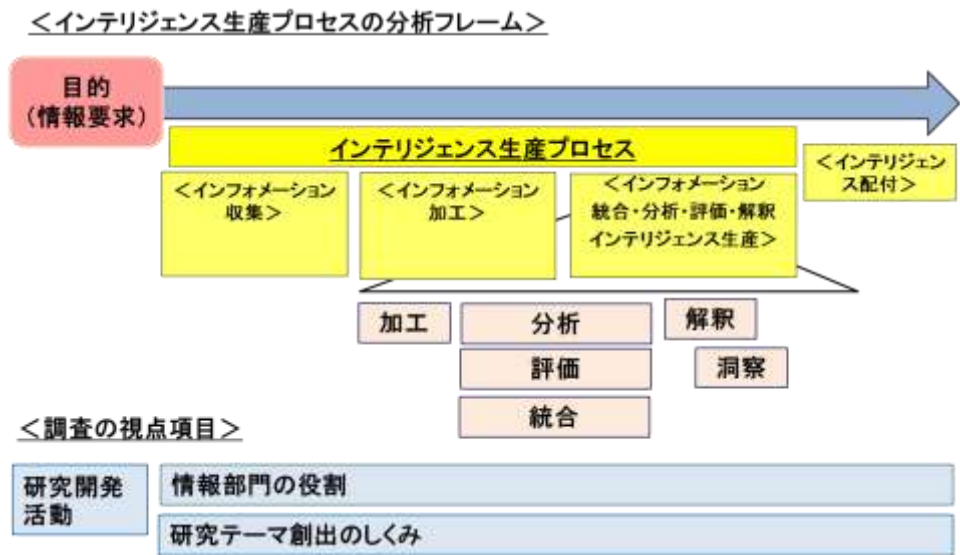 ＜インテリジェンス生産プロセスの分析フレーム＞
目的
（情報要求）
インテリジェンス生産プロセス
＜インフォメーション
収集＞
＜インフォメーション
加工＞
＜インフォメーション
統合・分析・評価・解釈
インテリジェンス生産＞
＜インテリジェン
ス配付＞
加工
分析
解釈
評価
洞察
統合
＜調査の視点項目＞
研究開発
活動
情報部門の役割
研究テーマ創出のしくみ